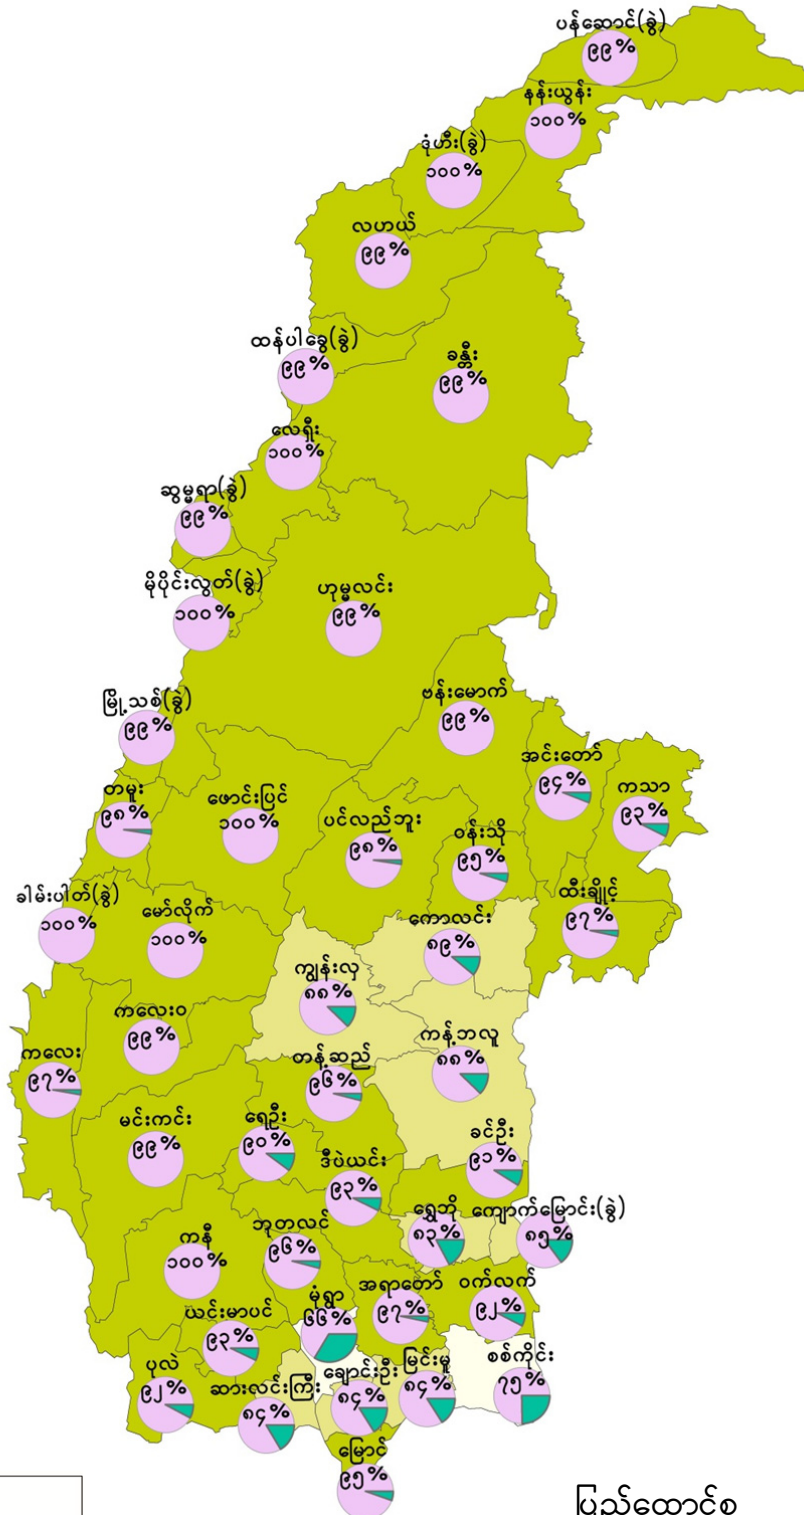 ပန်ဆောင်(ခွဲ)
၉၉%
နန်းယွန်း
၁၀၀%
ဒုံဟီး(ခွဲ)
၁၀၀%
လဟယ်
၉၉%
ထန်ပါခွေ(ခွဲ)
၉၉%
ခန္တီး
၉၉%
လေရှီး
၁၀၀%
ဆွမ္မရာ(ခွဲ)
၉၉%
မိုပိုင်းလွတ်(ခွဲ)
၁၀၀%
ဟုမ္မလင်း
၉၉%
မြို့သစ်(ခွဲ)
၉၉%
ဗန်းမောက်
၉၉%
အင်းတော်
၉၄%
ကသာ
၉၃%
တမူး
၉၈%
ဖောင်းပြင်
၁၀၀%
ပင်လည်ဘူး
၉၈%
ဝန်းသို
၉၅%
ထီးချိုင့်
၉၇%
ခါမ်းပါတ်(ခွဲ)
၁၀၀%
မော်လိုက်
၁၀၀%
ကောလင်း
၈၉%
ကျွန်းလှ
၈၈%
ကလေးဝ
၉၉%
ကန့်ဘလူ
၈၈%
ကလေး
၉၇%
တန့်ဆည်
၉၆%
မင်းကင်း
၉၉%
ရေဦး
၉၀%
ခင်ဦး
၉၁%
ဒီပဲယင်း
၉၃%
ရွှေဘို
၈၃%
ကျောက်မြောင်း(ခွဲ)
၈၅%
ကနီ
၁၀၀%
ဘုတလင်
၉၆%
အရာတော်
၉၇%
ဝက်လက်
၉၂%
မုံရွာ
၆၆%
ယင်းမာပင်
၉၃%
ပုလဲ
၉၂%
ဆားလင်းကြီး
၈၄%
ချောင်းဦး
၈၄%
မြင်းမူ
၈၄%
စစ်ကိုင်း
၇၅%
မြောင်
၉၅%
ပြည်ထောင်စ